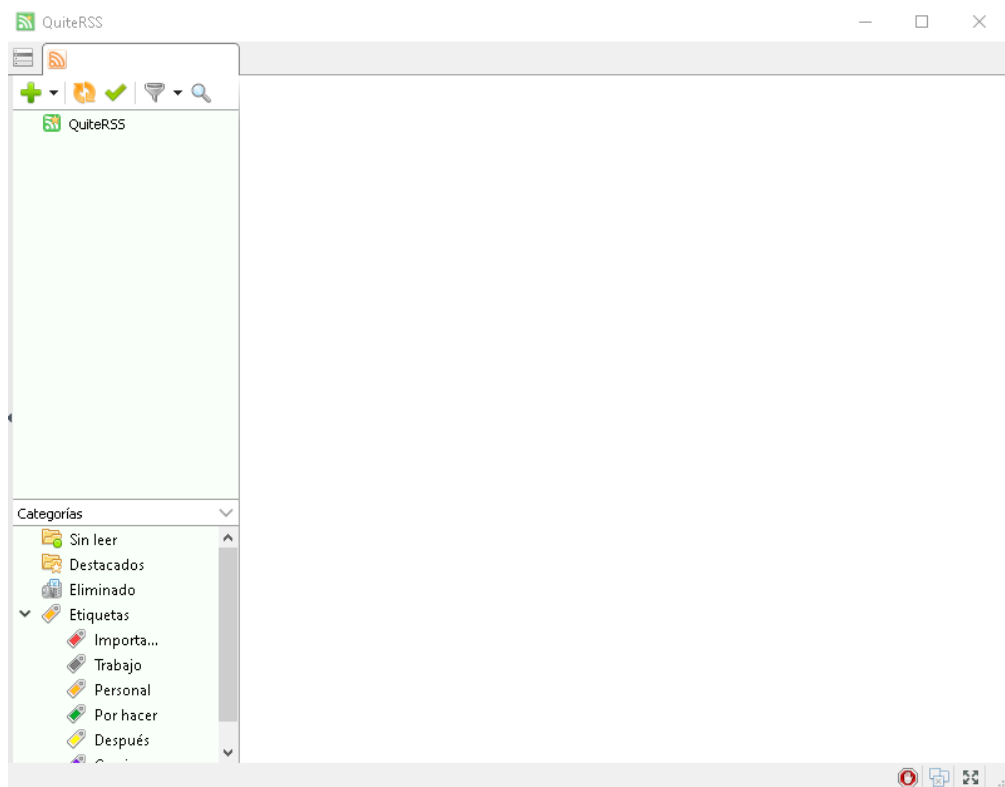 QuiteRSS
QuiteRSS
Categorías
Sin leer
Destacados
Eliminado
Etiquetas
Importa...
Trabajo
Personal
Por hacer
Después